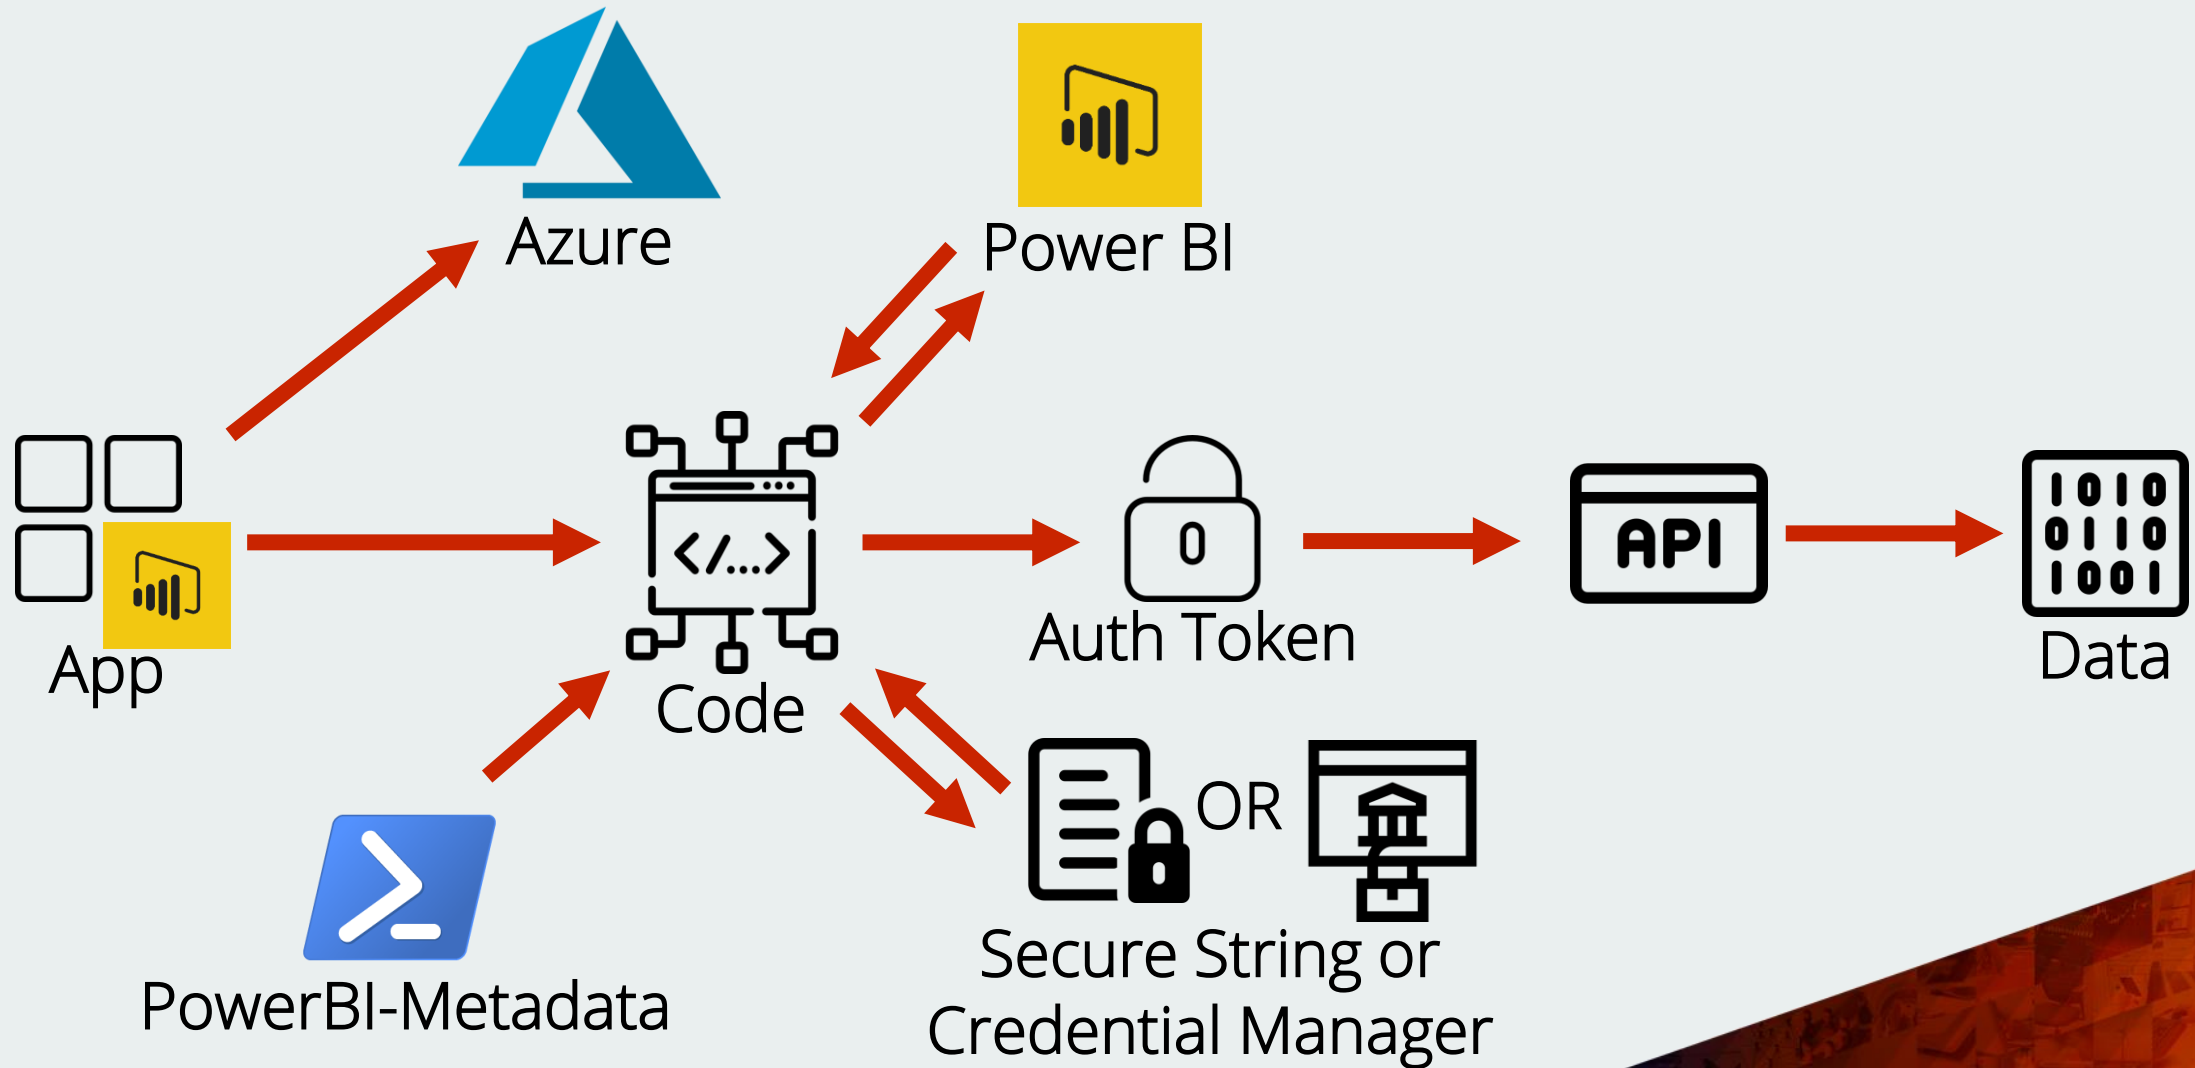 Azure
Power BI
App
</...>
Code
Auth Token
API
1010
0110
1001
Data
PowerBI-Metadata
OR
Secure String or
Credential Manager